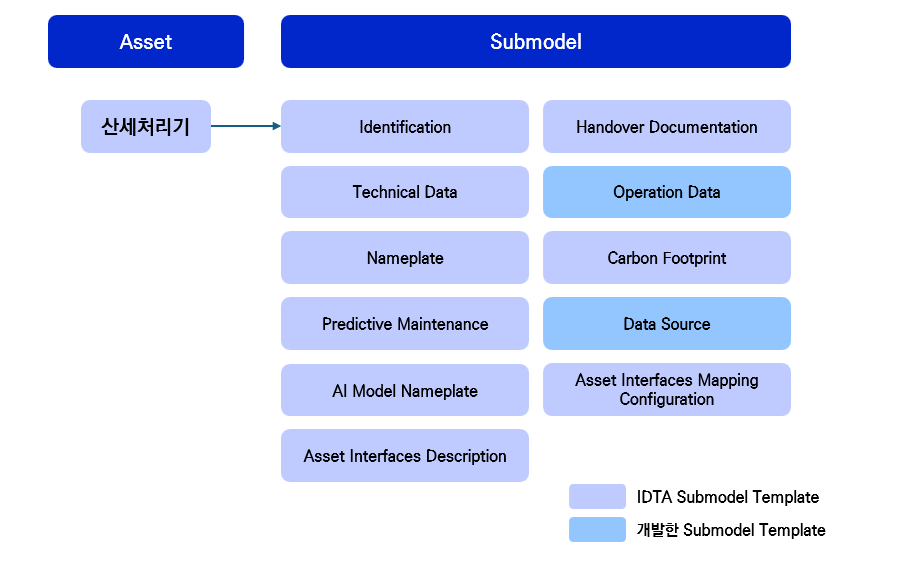 Asset
Submodel
산세처리기
Identification
Handover Documentation
Technical Data
Operation Data
Nameplate
Carbon Footprint
Predictive Maintenance
Data Source
AI Model Nameplate
Asset Interfaces Mapping
Configuration
Asset Interfaces Description
IDTA Submodel Template
개발한 Submodel Template